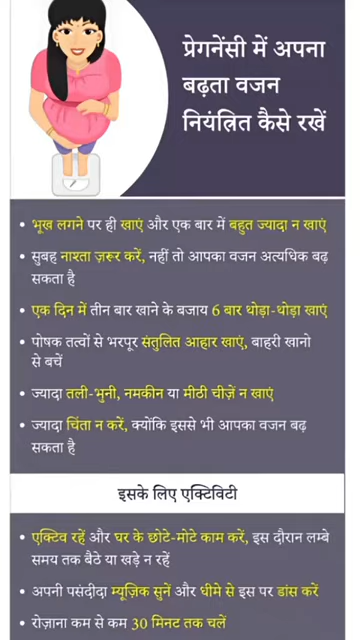 प्रेगनेंसी में अपना
बढ़ता वजन
नियंत्रित कैसे रखें
• भूख लगने पर ही खाएं और एक बार में बहुत ज्यादा न खाएं
• सुबह नाश्ता ज़रूर करें, नहीं तो आपका वजन अत्यधिक बढ़
सकता है
• एक दिन में तीन बार खाने के बजाय 6 बार थोड़ा-थोड़ा खाएं
• पोषक तत्वों से भरपूर संतुलित आहार खाएं, बाहरी खानो
से बचें
• ज्यादा तली-भुनी, नमकीन या मीठी चीज़ें न खाएं
• ज्यादा चिंता न करें, क्योंकि इससे भी आपका वजन बढ़
सकता है
इसके लिए एक्टिविटी
• एक्टिव रहें और घर के छोटे-मोटे काम करें, इस दौरान लम्बे
समय तक बैठे या खड़े न रहें
• अपनी पसंदीदा म्यूज़िक सुनें और धीमे से इस पर डांस करें
• रोज़ाना कम से कम 30 मिनट तक चलें